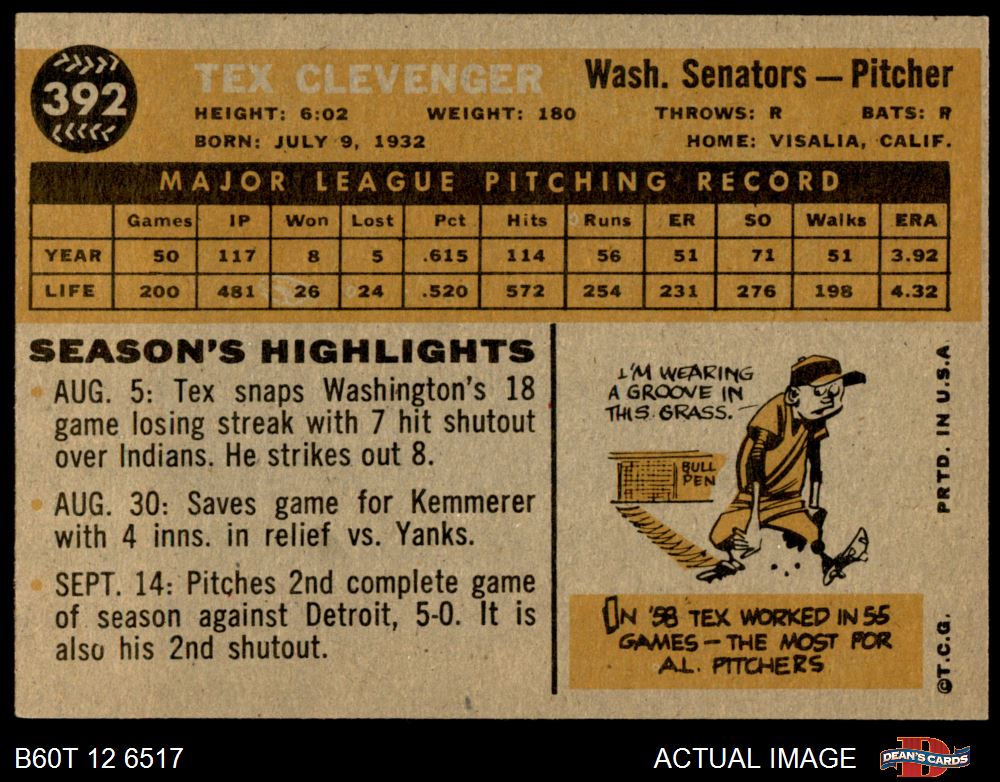 392
TEX CLEVENGER
Wash. Senators — Pitcher
HEIGHT: 6:02 WEIGHT: 180 THROWS: R BATS: R
BORN: JULY 9, 1932 HOME: VISALIA, CALIF.
MAJOR LEAGUE PITCHING RECORD
Games IP Won Lost Pct Hits Runs ER SO Walks ERA
YEAR 50 117 8 5 .615 114 56 51 71 51 3.92
LIFE 200 481 26 24 .520 572 254 231 276 198 4.32
SEASON'S HIGHLIGHTS
• AUG. 5: Tex snaps Washington's 18
game losing streak with 7 hit shutout
over Indians. He strikes out 8.
• AUG. 30: Saves game for Kemmerer
with 4 inns. in relief vs. Yanks.
• SEPT. 14: Pitches 2nd complete game
of season against Detroit, 5-0. It is
also his 2nd shutout.
I'M WEARING
A GROOVE IN
THIS GRASS.
BULL
PEN
IN '58 TEX WORKED IN 55
GAMES — THE MOST FOR
A.L. PITCHERS
©T.C.G. PRTD. IN U.S.A
B60T 12 6517
ACTUAL IMAGE
DEAN'S CARDS